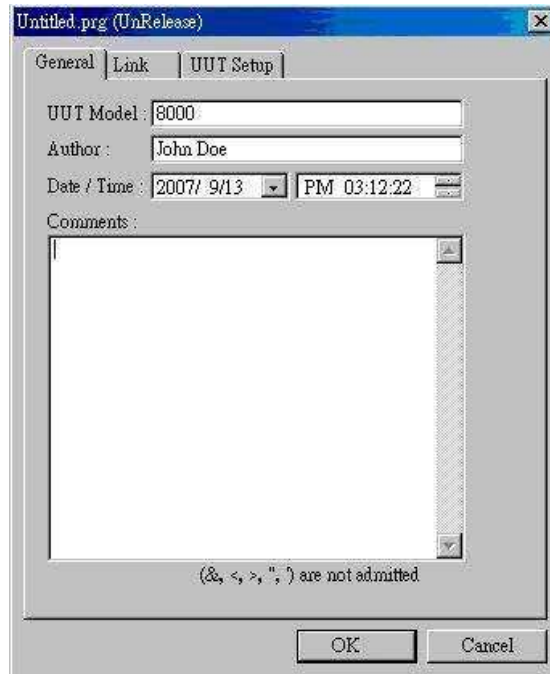 Untitled.prg (UnRelease)
General Link UUT Setup
UUT Model : 8000
Author : John Doe
Date / Time : 2007/ 9/13 PM 03:12:22
Comments :
(&, <, >, ", ') are not admitted
OK Cancel